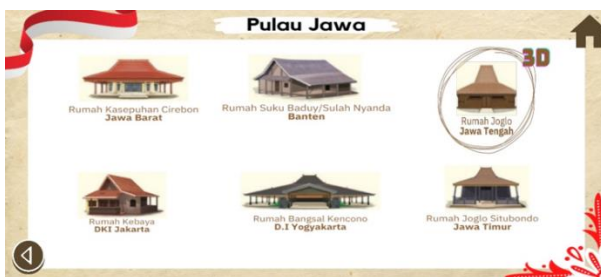 Pulau Jawa
3D
Rumah Kasepuhan Cirebon
Jawa Barat
Rumah Suku Baduy/Sulah Nyanda
Banten
Rumah Joglo
Jawa Tengah
Rumah Kebaya
DKI Jakarta
Rumah Bangsal Kencono
D.I Yogyakarta
Rumah Joglo Situbondo
Jawa Timur